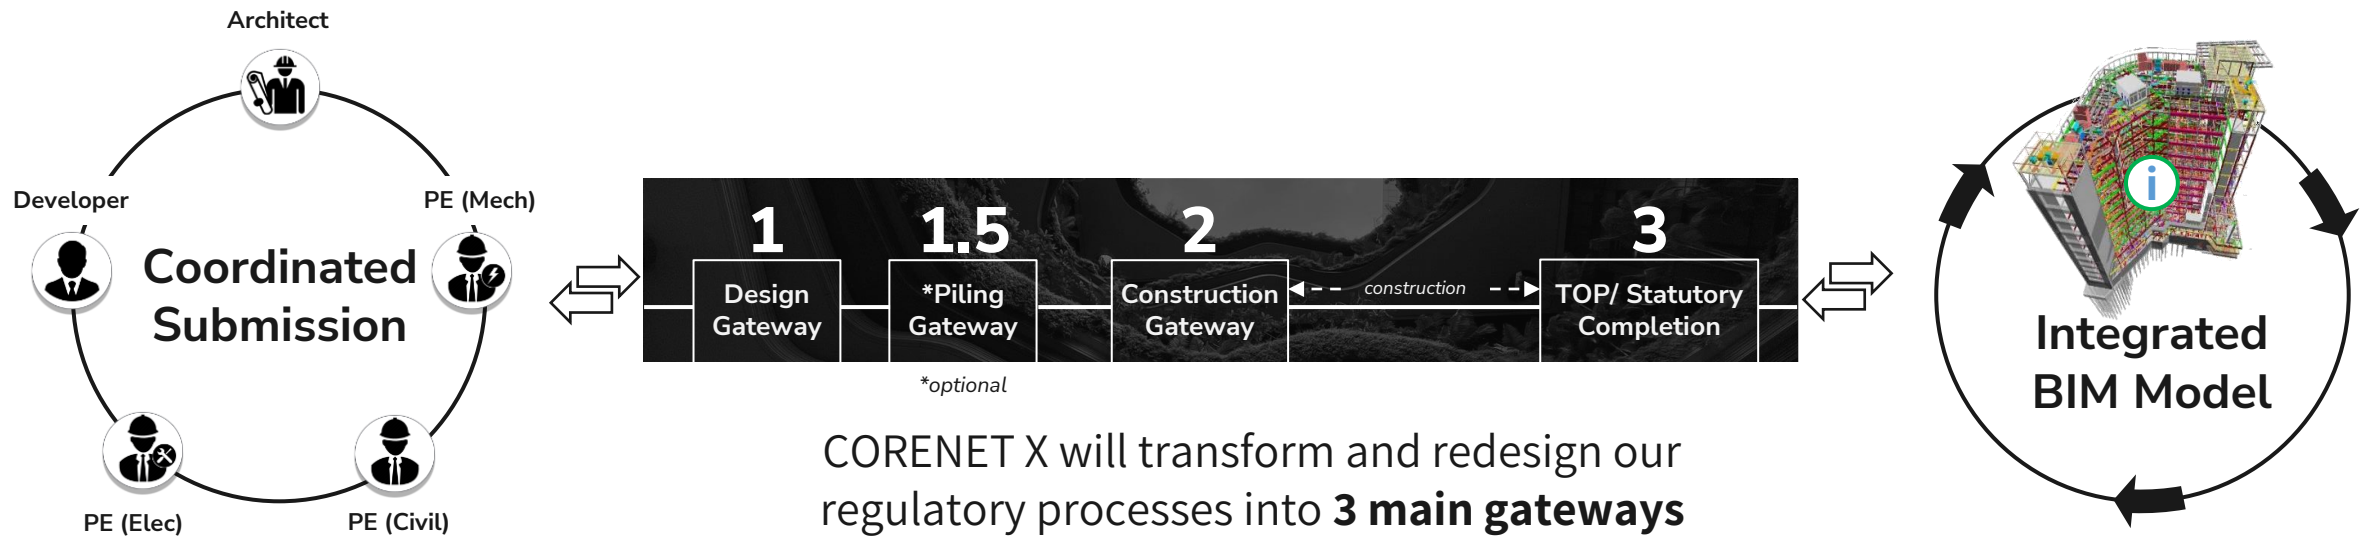 Architect
Developer
PE (Mech)
Coordinated
Submission
PE (Elec)
PE (Civil)
1
Design
Gateway
1.5
*Piling
Gateway
*optional
2
Construction
Gateway
construction
3
TOP/ Statutory
Completion
CORENET X will transform and redesign our
regulatory processes into 3 main gateways
i
Integrated
BIM Model